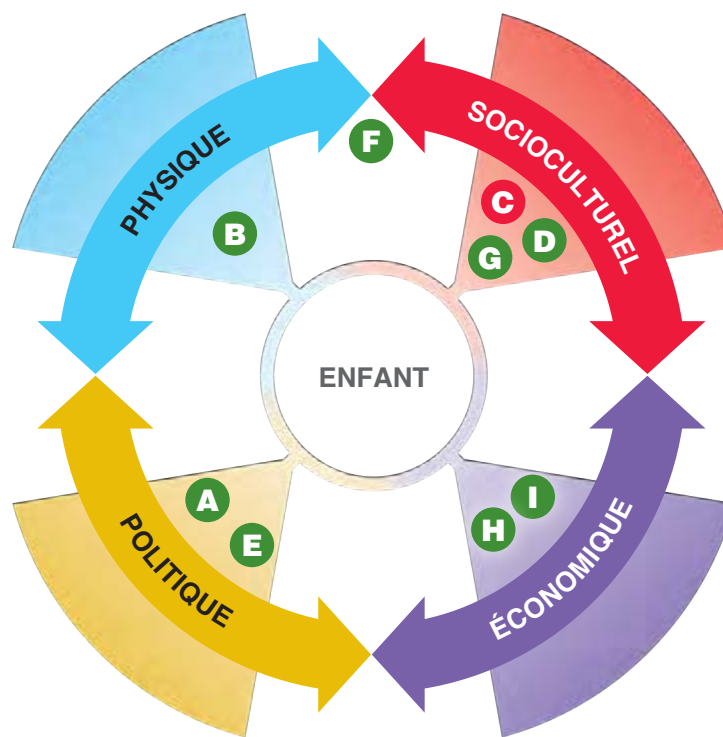 PHYSIQUE
SOCIOCULTUREL
F
C
B
D
G
ENFANT
A
I
H
E
POLITIQUE
ÉCONOMIQUE